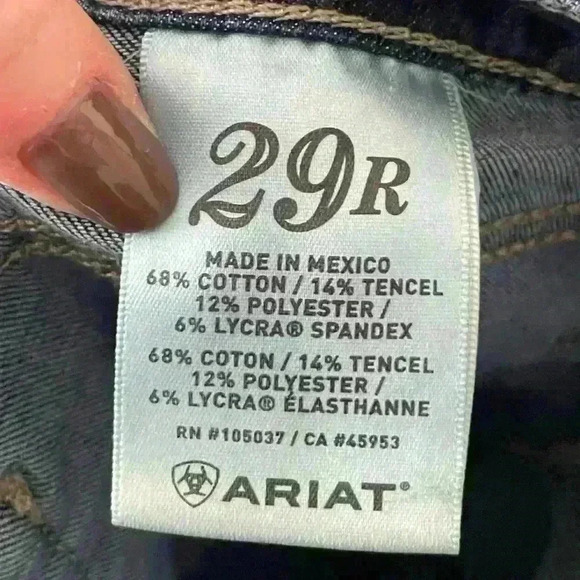 29R
MADE IN MEXICO
68% COTTON / 14% TENCEL
12% POLYESTER /
6% LYCRA® SPANDEX
68% COTON / 14% TENCEL
12% POLYESTER /
6% LYCRA® ÉLASTHANNE
RN #105037 / CA #45953
ARIAT®